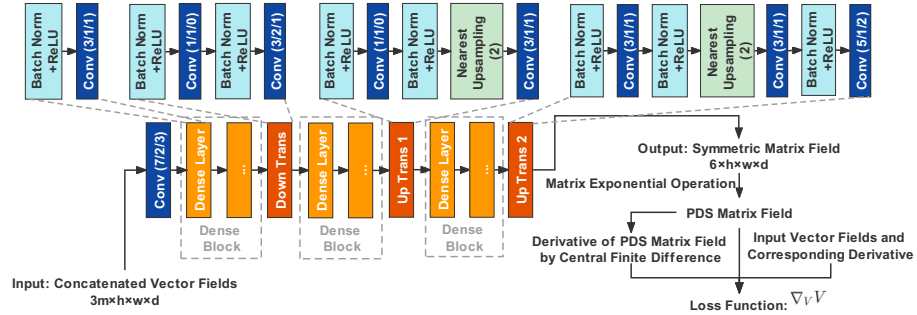 Batch Norm
+ReLU
Conv (3/1/1)
Batch Norm
+ReLU
Conv (1/1/0)
Batch Norm
+ReLU
Conv (3/2/1)
Batch Norm
+ReLU
Conv (1/1/0)
Batch Norm
+ReLU
Nearest
Upsampling
(2)
Conv (3/1/1)
Batch Norm
+ReLU
Conv (3/1/1)
Batch Norm
+ReLU
Nearest
Upsampling
(2)
Conv (3/1/1)
Batch Norm
+ReLU
Conv (5/1/2)
Conv (7/2/3)
Dense Layer
...
Down Trans
Dense Layer
...
Up Trans 1
Dense Layer
...
Up Trans 2
Dense
Block
Dense
Block
Dense
Block
Input: Concatenated Vector Fields
3m×h×w×d
Output: Symmetric Matrix Field
6×h×w×d
Matrix Exponential Operation
PDS Matrix Field
Derivative of PDS Matrix Field
by Central Finite Difference
Input Vector Fields and
Corresponding Derivative
Loss Function: ∇_V V